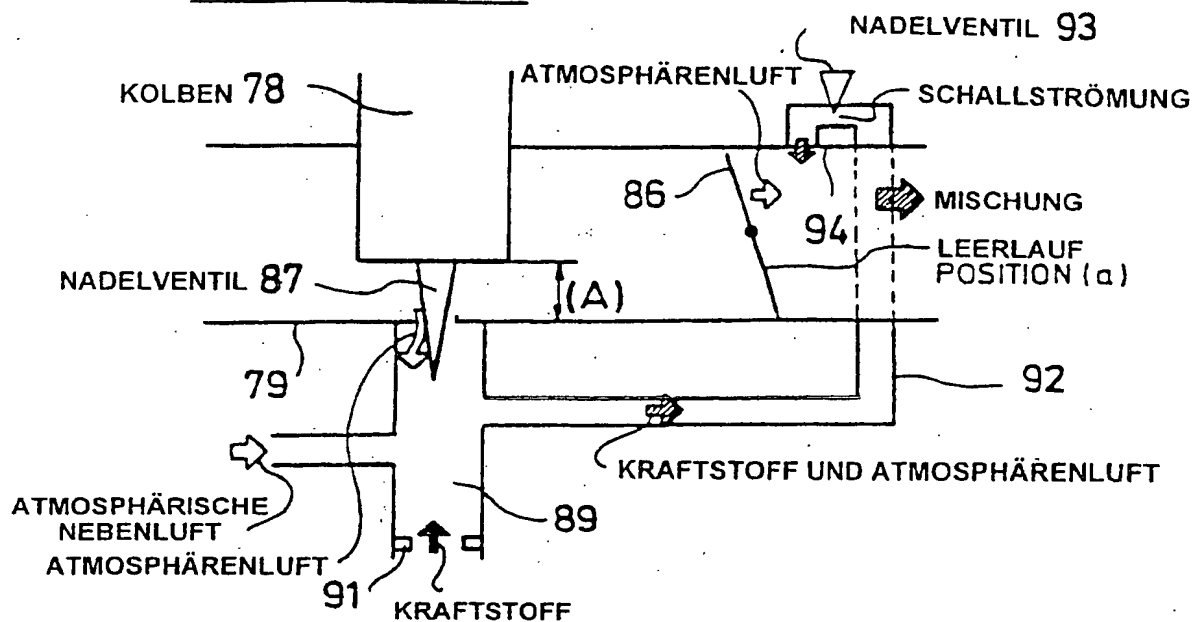 NADELVENTIL 93
ATMOSPHÄRENLUFT
KOLBEN 78
SCHALLSTRÖMUNG
86
MISCHUNG
94
LEERLAUF
POSITION (a)
NADELVENTIL 87
(A)
79
92
KRAFTSTOFF UND ATMOSPHÄRENLUFT
ATMOSPHÄRISCHE
NEBENLUFT
89
ATMOSPHÄRENLUFT
91
KRAFTSTOFF